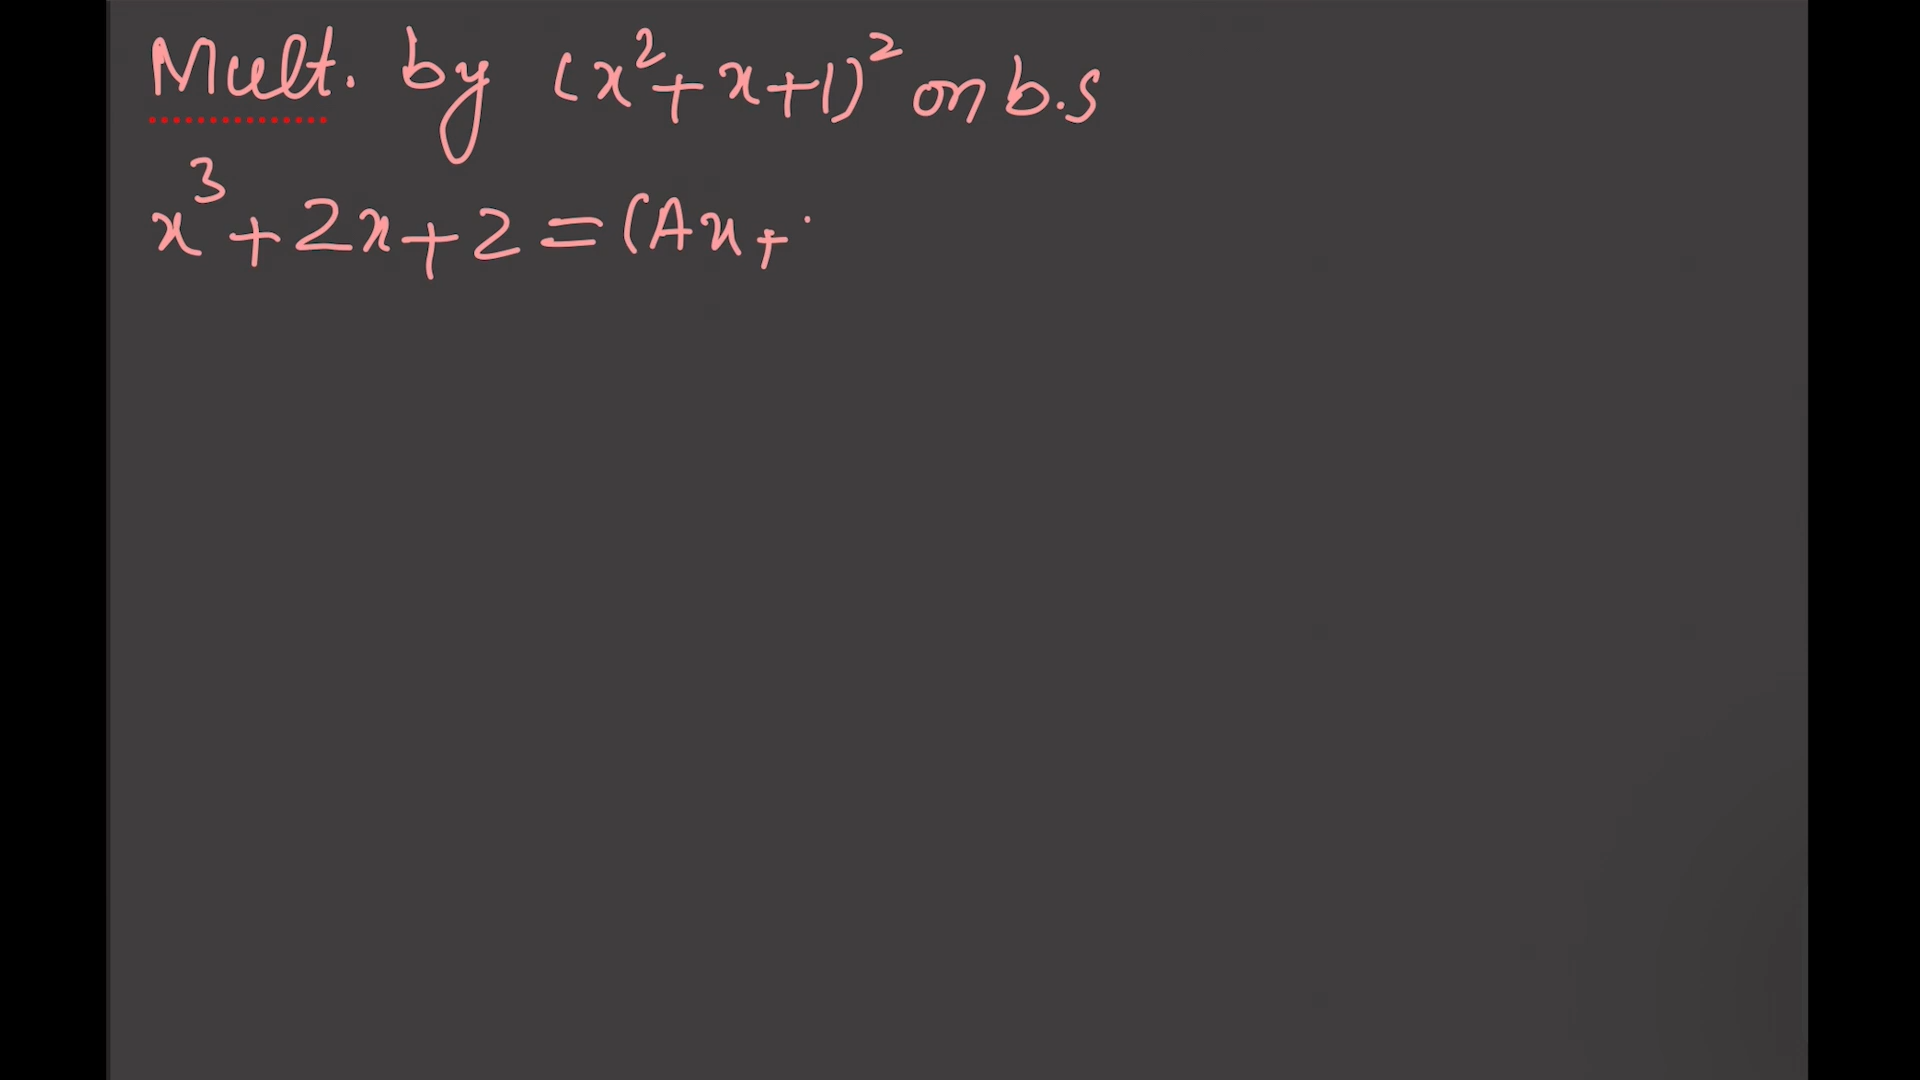 Mult. by (x²+x+1)² on b.s
x³+2x+2=(Ax+